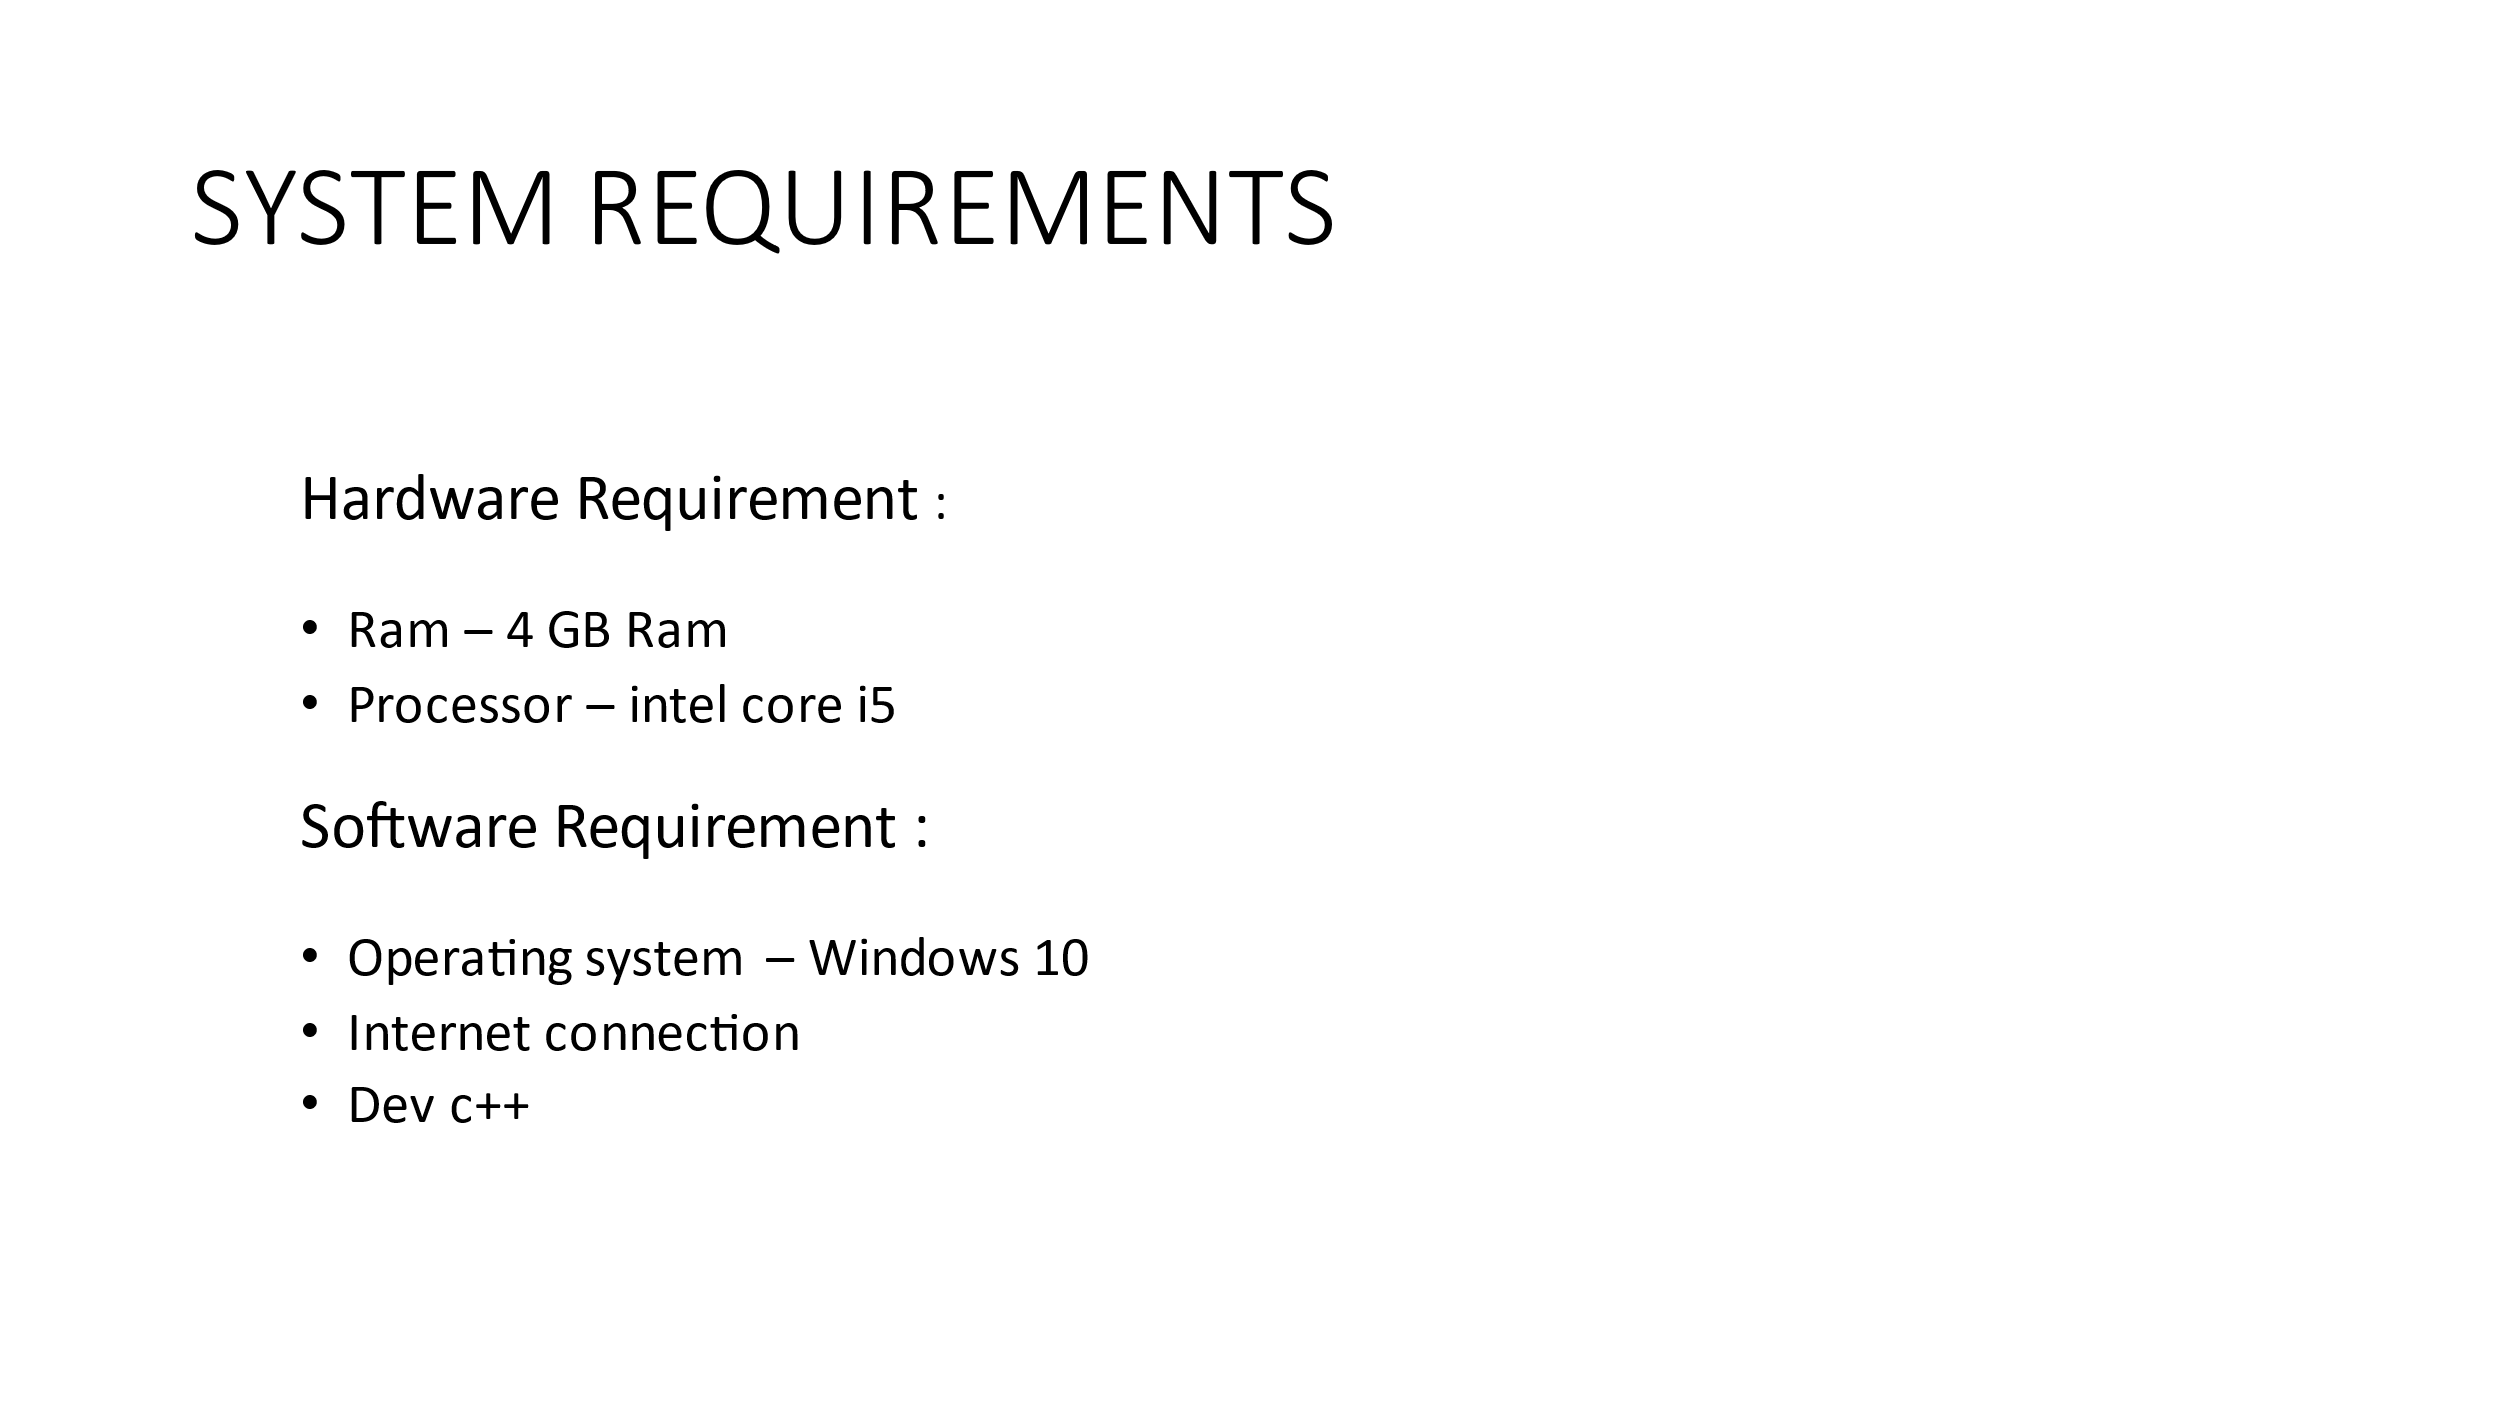 SYSTEM REQUIREMENTS
Hardware Requirement :
• Ram – 4 GB Ram
• Processor – intel core i5
Software Requirement :
• Operating system – Windows 10
• Internet connection
• Dev c++